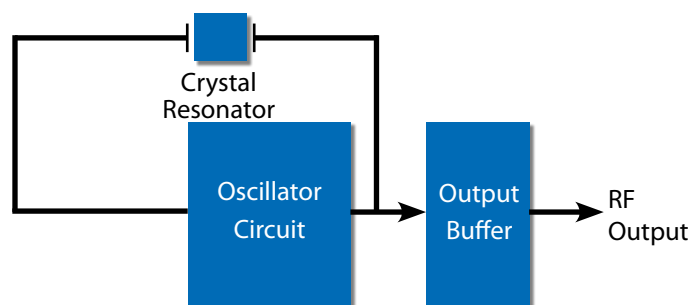 Crystal
Resonator
Oscillator
Circuit
Output
Buffer
RF
Output